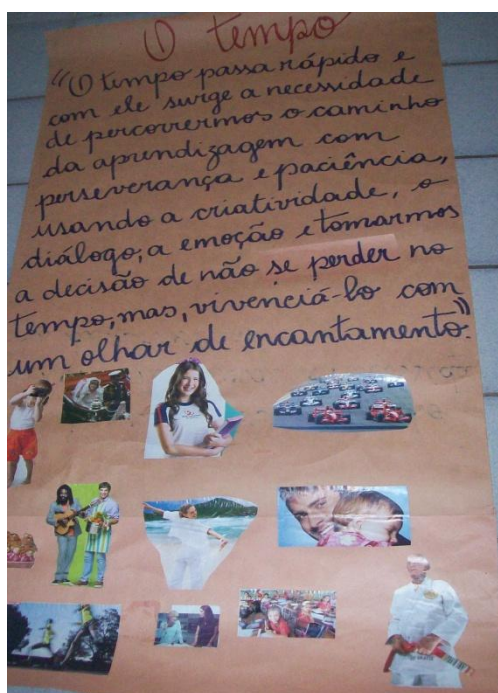 O tempo
"O tempo passa rápido e
com ele surge a necessidade
de percorrermos o caminho
da aprendizagem com
perseverança e paciência,
usando a criatividade, o
diálogo, a emoção e tomarmos
a decisão de não se perder no
tempo, mas, vivenciá-lo com
um olhar de encantamento."